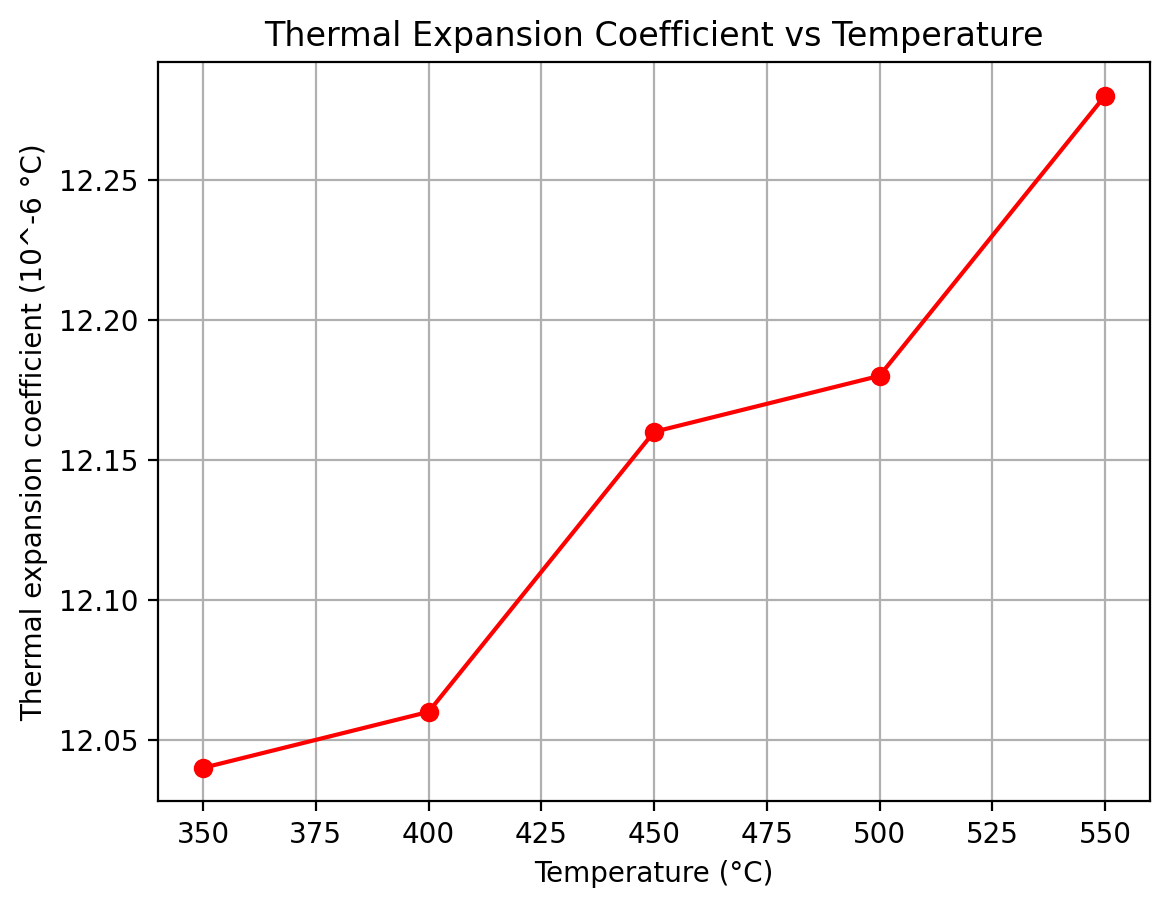 Thermal Expansion Coefficient vs Temperature
Thermal expansion coefficient (10^-6 °C)
12.25
12.20
12.15
12.10
12.05
350 375 400 425 450 475 500 525 550
Temperature (°C)